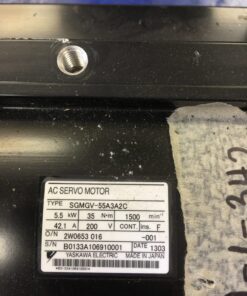 AC SERVO MOTOR
TYPE SGMGV-55A3A2C
5.5 kW 35 N·m 1500 min⁻¹
42.1 A 200 V CONT. ins. F
O/N 2W0653 016 -001
S/N B0133A106910001 DATE 1303
YASKAWA ELECTRIC MADE IN JAPAN